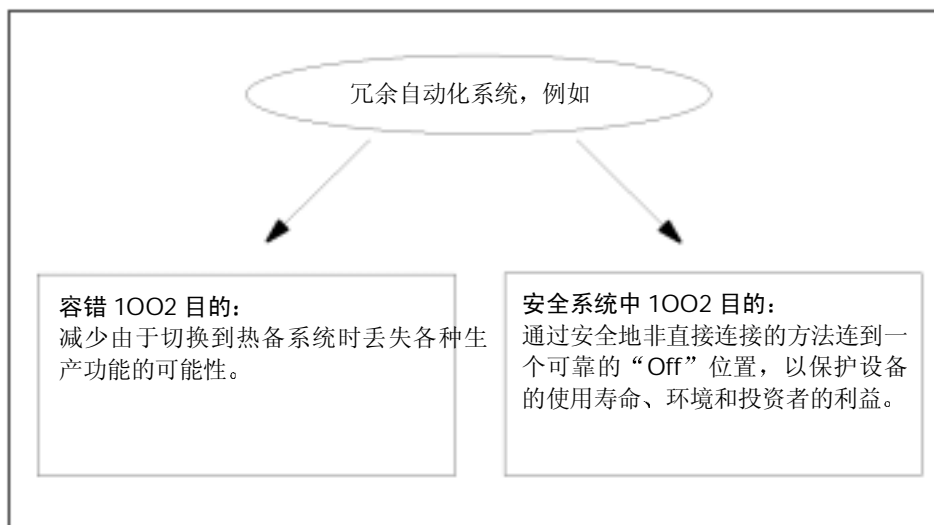 冗余自动化系统，例如
容错 1OO2 目的：
减少由于切换到热备系统时丢失各种生
产功能的可能性。
安全系统中 1OO2 目的：
通过安全地非直接连接的方法连到一
个可靠的“Off”位置，以保护设备
的使用寿命、环境和投资者的利益。